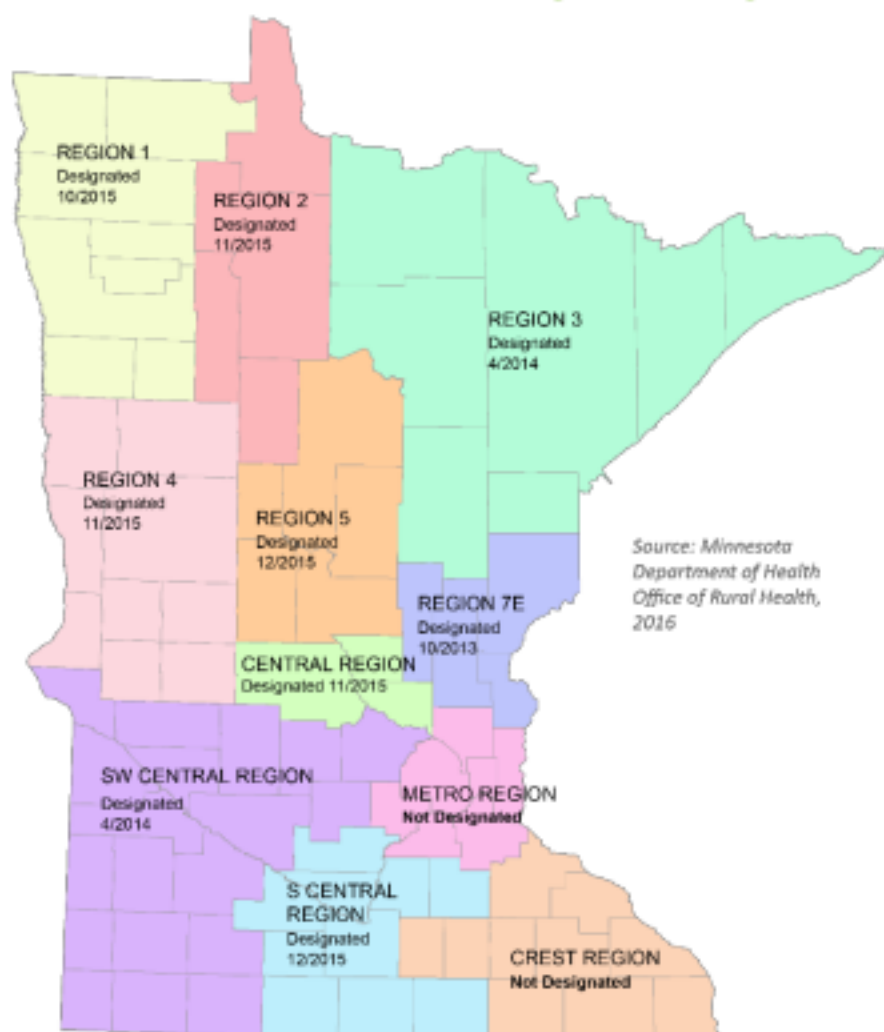 REGION 1
Designated
10/2015
REGION 2
Designated
11/2015
REGION 3
Designated
4/2014
REGION 4
Designated
11/2015
REGION 5
Designated
12/2015
Source: Minnesota
Department of Health
Office of Rural Health,
2016
REGION 7E
Designated
10/2013
CENTRAL REGION
Designated 11/2015
SW CENTRAL REGION
Designated
4/2014
METRO REGION
Not Designated
S CENTRAL
REGION
Designated
12/2015
CREST REGION
Not Designated